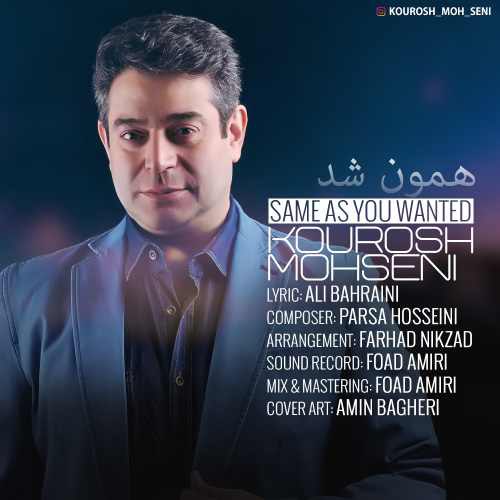 KOUROSH_MOH_SENI
همون شد
SAME AS YOU WANTED
KOUROSH
MOHSENI
LYRIC: ALI BAHRAINI
COMPOSER: PARSA HOSSEINI
ARRANGEMENT: FARHAD NIKZAD
SOUND RECORD: FOAD AMIRI
MIX & MASTERING: FOAD AMIRI
COVER ART: AMIN BAGHERI